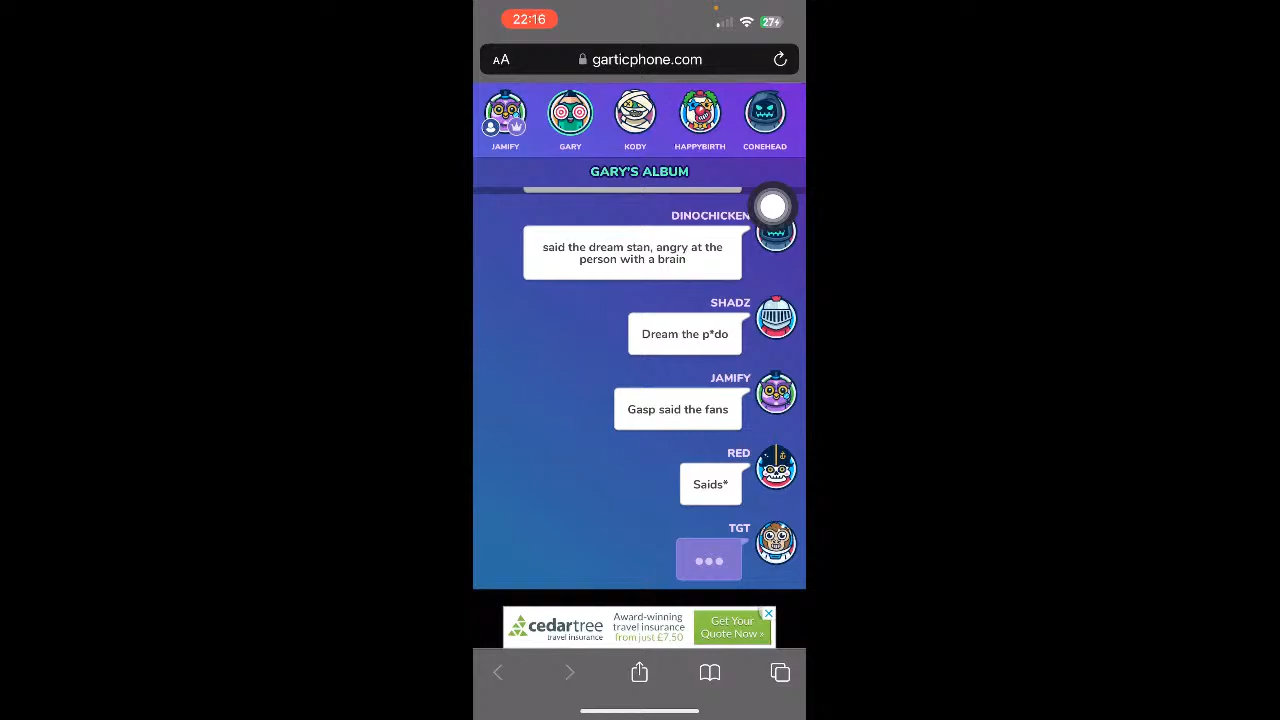 22:16
27
AA
garticphone.com
JAMIFY
GARY
KODY
HAPPYBIRTH
CONEHEAD
GARY'S ALBUM
DINOCHICKEN
said the dream stan, angry at the
person with a brain
SHADZ
Dream the p*do
JAMIFY
Gasp said the fans
RED
Saids*
TGT
cedartree
travel insurance
Award-winning
travel insurance
from just £7.50
Get Your
Quote Now »